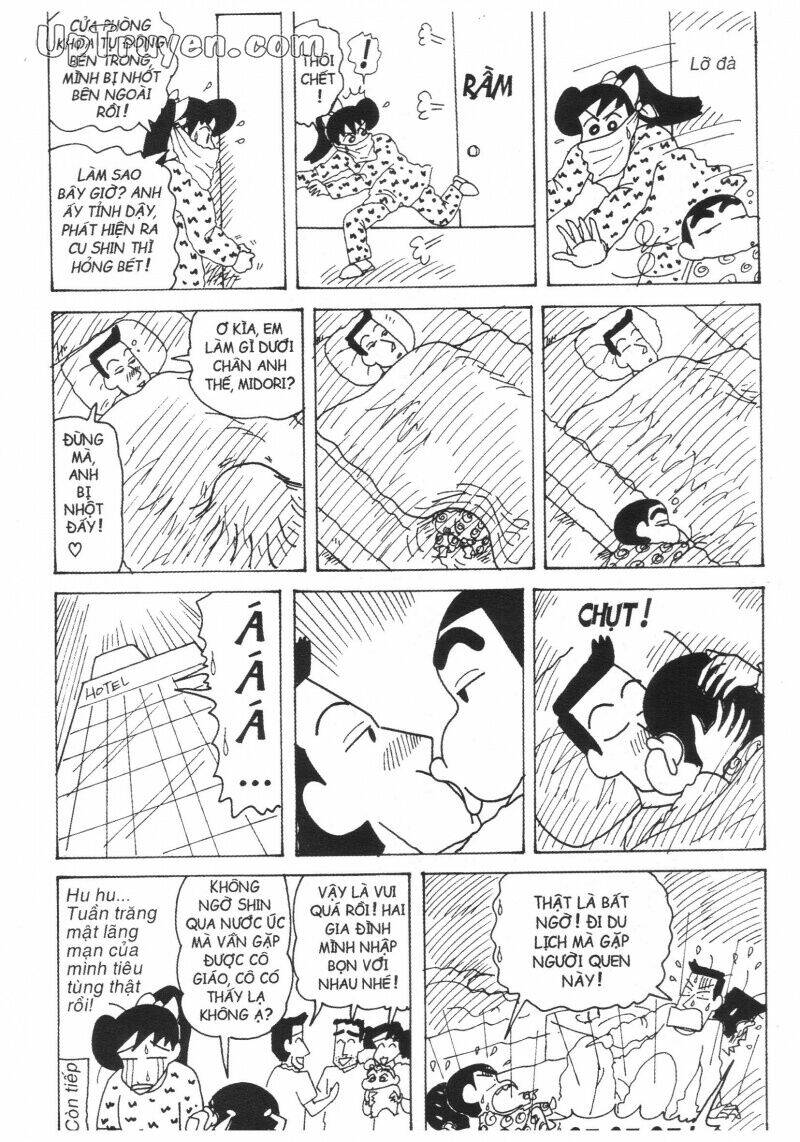 UpTruyen.com
Lỡ đà
RẦM
!
THÔI
CHẾT
!
CỬA PHÒNG
KHÓA TỰ ĐỘNG
BÊN TRONG
MÌNH BỊ NHỐT
BÊN NGOÀI
RỒI!
LÀM SAO
BÂY GIỜ? ANH
ẤY TỈNH DẬY,
PHÁT HIỆN RA
CU SHIN THÌ
HỎNG BÉT!
Ơ KÌA, EM
LÀM GÌ DƯỚI
CHÂN ANH
THẾ, MIDORI?
ĐỪNG
MÀ,
ANH
BỊ
NHỘT
ĐẤY!
♡
CHỤT!
Á
Á
Á
...
HOTEL
THẬT LÀ BẤT
NGỜ! ĐI DU
LỊCH MÀ GẶP
NGƯỜI QUEN
NÀY!
VẬY LÀ VUI
QUÁ RỒI! HAI
GIA ĐÌNH
MÌNH NHẬP
BỌN VỚI
NHAU NHÉ!
KHÔNG
NGỜ SHIN
QUA NƯỚC ÚC
MÀ VẪN GẶP
ĐƯỢC CÔ
GIÁO, CÔ CÓ
THẤY LẠ
KHÔNG Ạ?
Hu hu...
Tuần trăng
mật lãng
mạn của
mình tiêu
tùng thật
rồi!
Còn tiếp